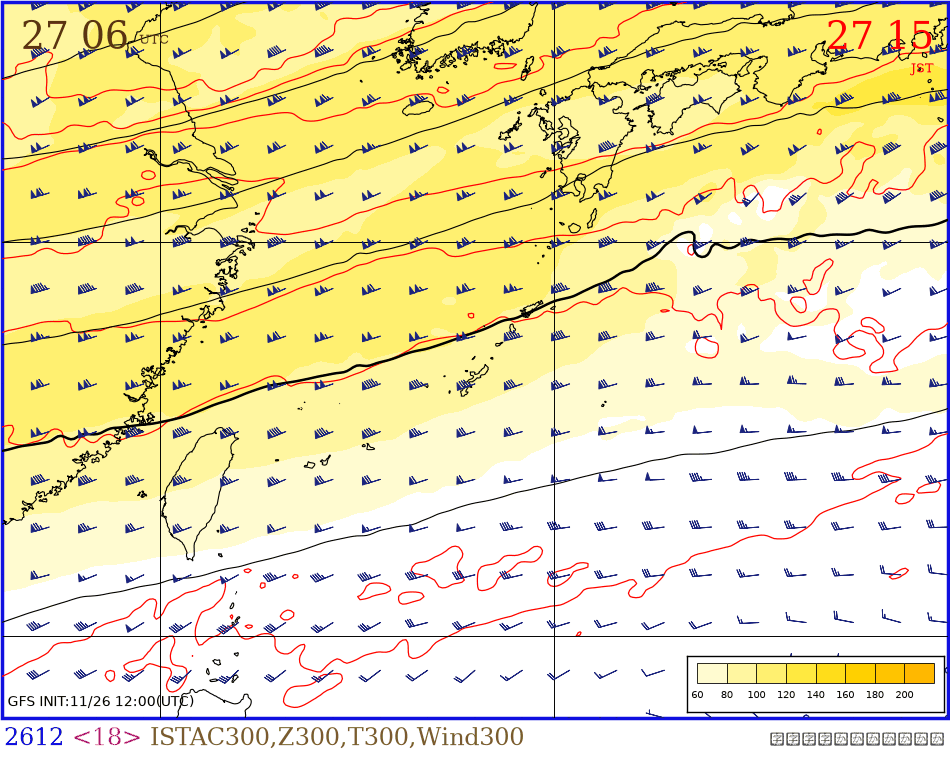 27 06 UTC
27 15 JST
60 80 100 120 140 160 180 200
GFS INIT:11/26 12:00(UTC)
2612 <18> ISTAC300,Z300,T300,Wind300